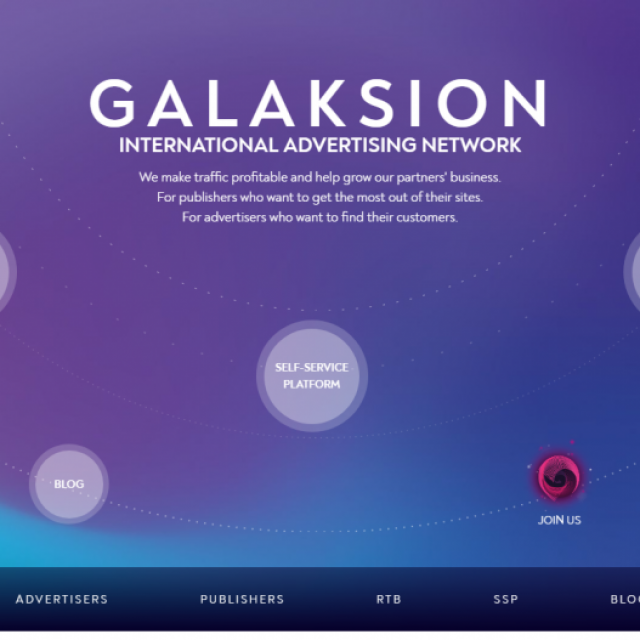 GALAKSION
INTERNATIONAL ADVERTISING NETWORK
We make traffic profitable and help grow our partners' business.
For publishers who want to get the most out of their sites.
For advertisers who want to find their customers.
SELF-SERVICE
PLATFORM
BLOG
JOIN US
ADVERTISERS PUBLISHERS RTB SSP